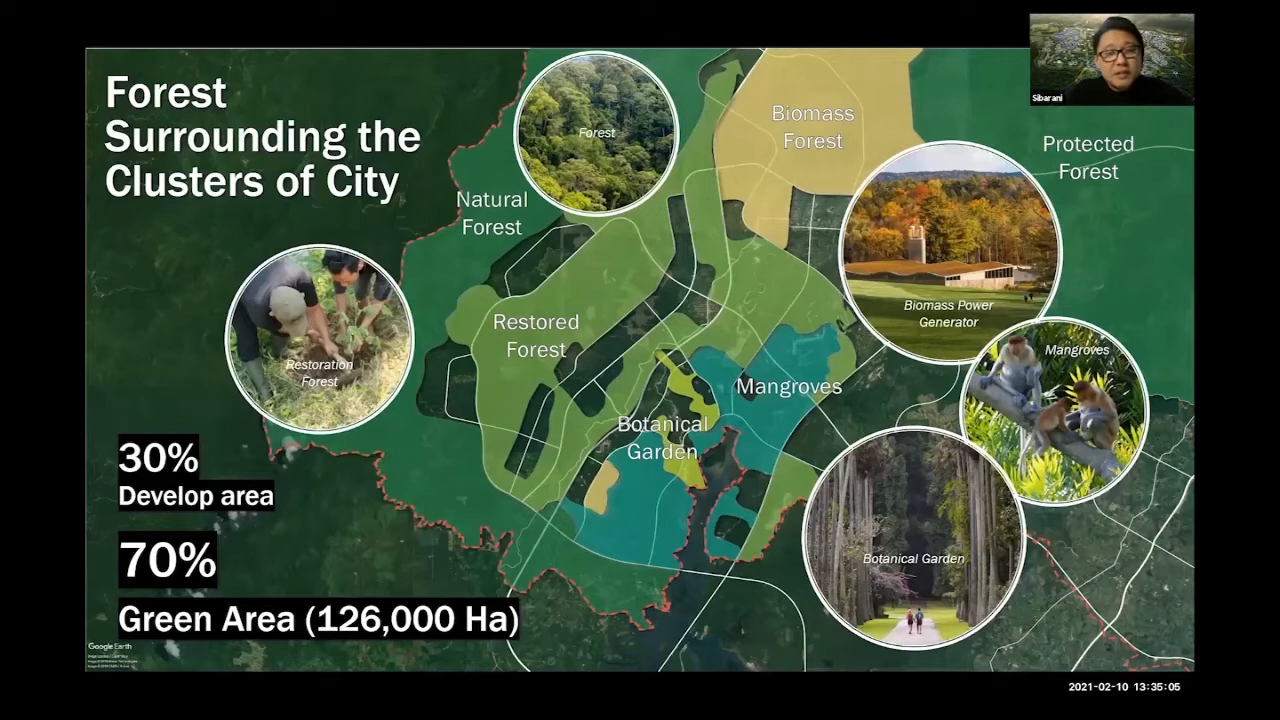 Forest
Surrounding the
Clusters of City
Forest
Biomass
Forest
Sibarani
Protected
Forest
Natural
Forest
Restored
Forest
Restoration
Forest
Biomass Power
Generator
Mangroves
Mangroves
Botanical
Garden
Botanical Garden
30%
Develop area
70%
Green Area (126,000 Ha)
Google Earth
2021-02-10 13:35:05